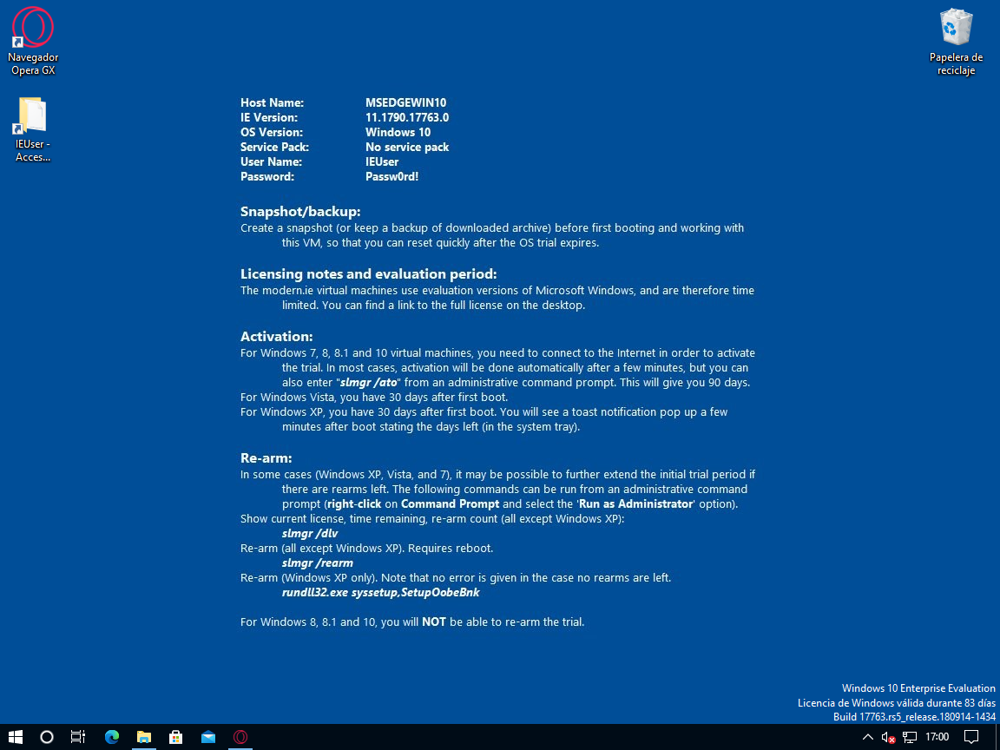 Navegador
Opera GX
Papelera de
reciclaje
IEUser -
Acces...
Host Name: MSEDGEWIN10
IE Version: 11.1790.17763.0
OS Version: Windows 10
Service Pack: No service pack
User Name: IEUser
Password: Passw0rd!
Snapshot/backup:
Create a snapshot (or keep a backup of downloaded archive) before first booting and working with
this VM, so that you can reset quickly after the OS trial expires.
Licensing notes and evaluation period:
The modern.ie virtual machines use evaluation versions of Microsoft Windows, and are therefore time
limited. You can find a link to the full license on the desktop.
Activation:
For Windows 7, 8, 8.1 and 10 virtual machines, you need to connect to the Internet in order to activate
the trial. In most cases, activation will be done automatically after a few minutes, but you can
also enter "slmgr /ato" from an administrative command prompt. This will give you 90 days.
For Windows Vista, you have 30 days after first boot.
For Windows XP, you have 30 days after first boot. You will see a toast notification pop up a few
minutes after boot stating the days left (in the system tray).
Re-arm:
In some cases (Windows XP, Vista, and 7), it may be possible to further extend the initial trial period if
there are rearms left. The following commands can be run from an administrative command
prompt (right-click on Command Prompt and select the 'Run as Administrator' option).
Show current license, time remaining, re-arm count (all except Windows XP):
slmgr /dlv
Re-arm (all except Windows XP). Requires reboot.
slmgr /rearm
Re-arm (Windows XP only). Note that no error is given in the case no rearms are left.
rundll32.exe syssetup,SetupOobeBnk
For Windows 8, 8.1 and 10, you will NOT be able to re-arm the trial.
Windows 10 Enterprise Evaluation
Licencia de Windows válida durante 83 días
Build 17763.rs5_release.180914-1434
17:00